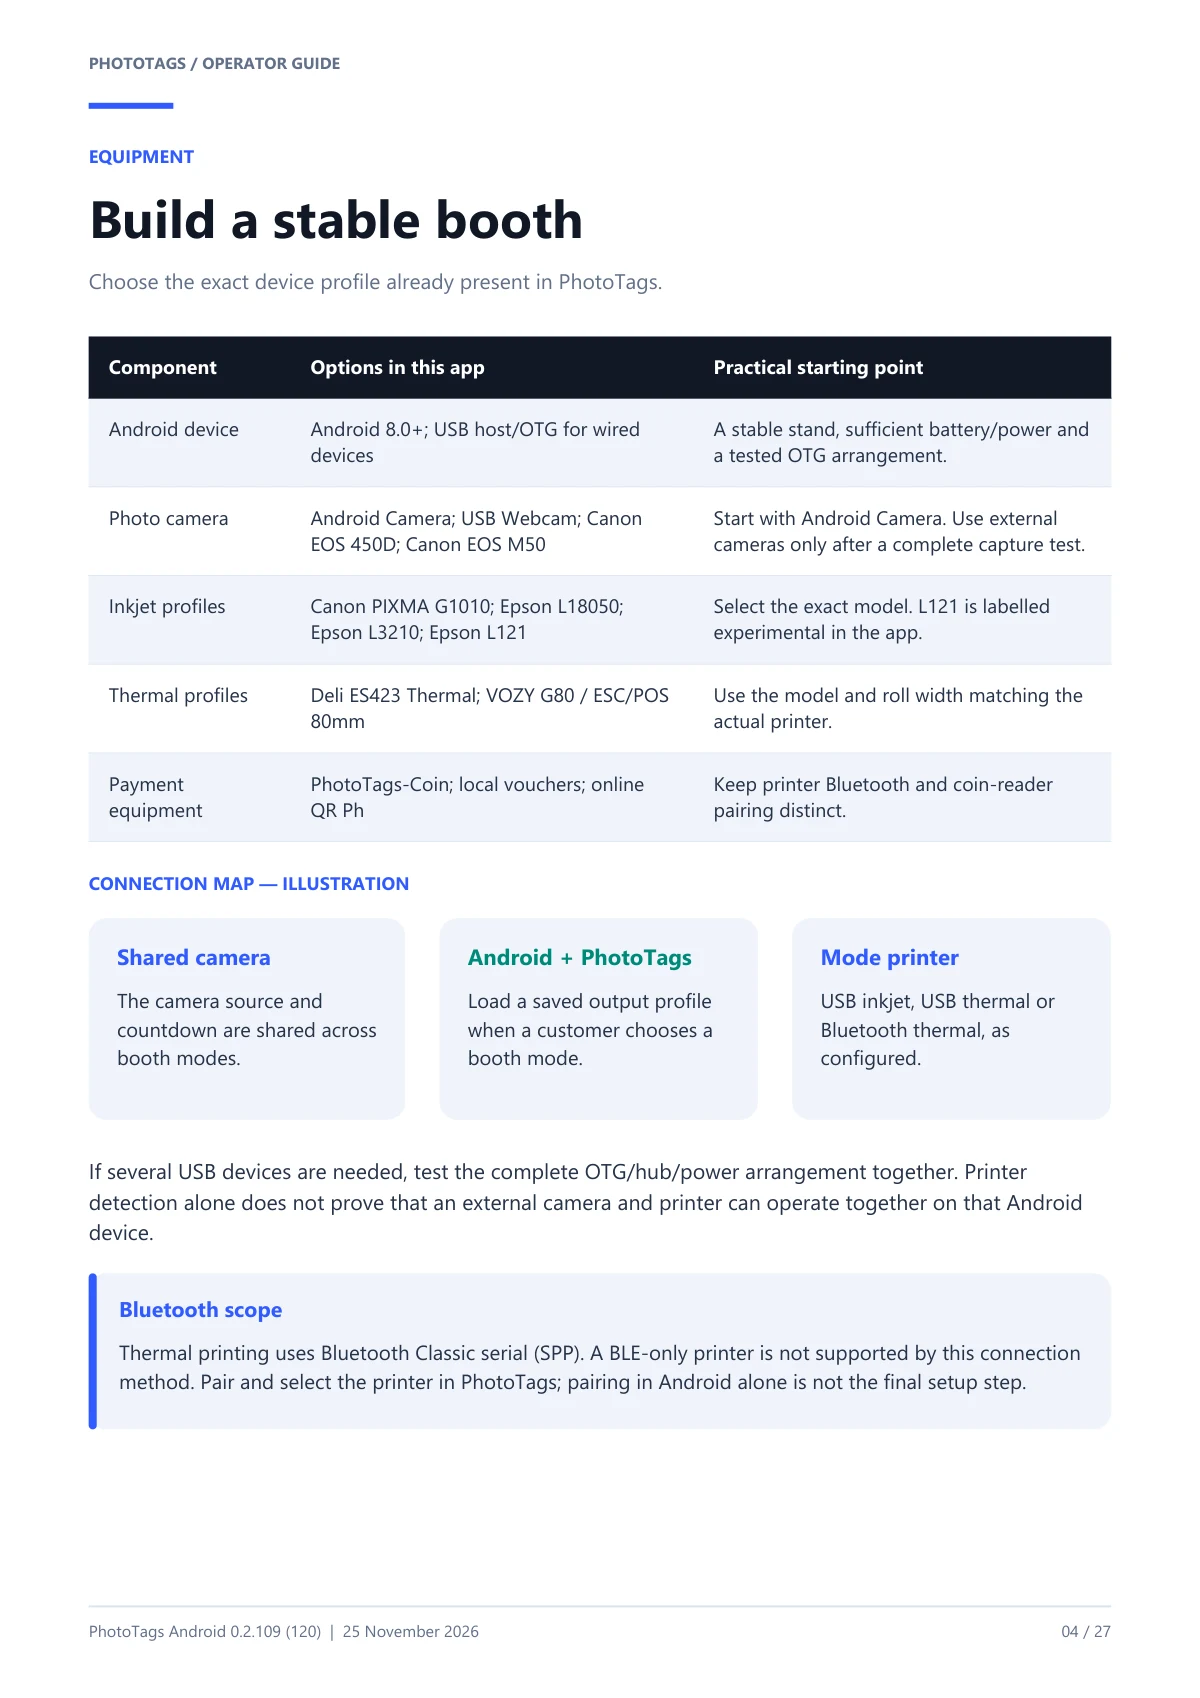 PHOTOTAGS / OPERATOR GUIDE
EQUIPMENT
Build a stable booth
Choose the exact device profile already present in PhotoTags.
Component
Options in this app
Practical starting point
Android device
Android 8.0+; USB host/OTG for wired
devices
A stable stand, sufficient battery/power and
a tested OTG arrangement.
Photo camera
Android Camera; USB Webcam; Canon
EOS 450D; Canon EOS M50
Start with Android Camera. Use external
cameras only after a complete capture test.
Inkjet profiles
Canon PIXMA G1010; Epson L18050;
Epson L3210; Epson L121
Select the exact model. L121 is labelled
experimental in the app.
Thermal profiles
Deli ES423 Thermal; VOZY G80 / ESC/POS
80mm
Use the model and roll width matching the
actual printer.
Payment
equipment
PhotoTags-Coin; local vouchers; online
QR Ph
Keep printer Bluetooth and coin-reader
pairing distinct.
CONNECTION MAP — ILLUSTRATION
Shared camera
The camera source and
countdown are shared across
booth modes.
Android + PhotoTags
Load a saved output profile
when a customer chooses a
booth mode.
Mode printer
USB inkjet, USB thermal or
Bluetooth thermal, as
configured.
If several USB devices are needed, test the complete OTG/hub/power arrangement together. Printer
detection alone does not prove that an external camera and printer can operate together on that Android
device.
Bluetooth scope
Thermal printing uses Bluetooth Classic serial (SPP). A BLE-only printer is not supported by this connection
method. Pair and select the printer in PhotoTags; pairing in Android alone is not the final setup step.
PhotoTags Android 0.2.109 (120) | 25 November 2026
04 / 27